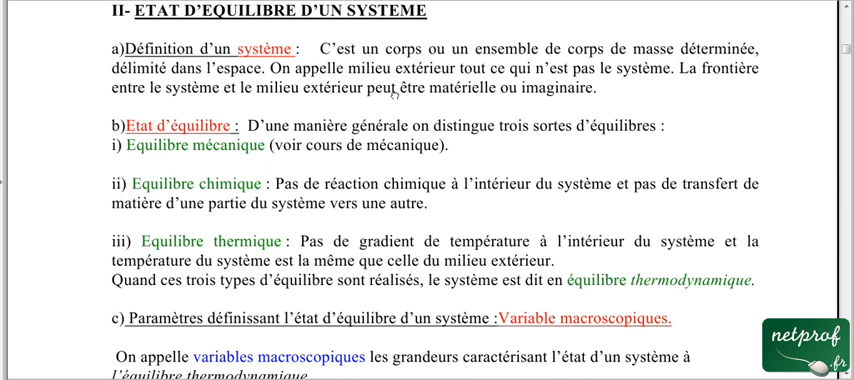 II- ETAT D'EQUILIBRE D'UN SYSTEME
a)Définition d'un système : C'est un corps ou un ensemble de corps de masse déterminée,
délimité dans l'espace. On appelle milieu extérieur tout ce qui n'est pas le système. La frontière
entre le système et le milieu extérieur peut être matérielle ou imaginaire.
b)Etat d'équilibre : D'une manière générale on distingue trois sortes d'équilibres :
i) Equilibre mécanique (voir cours de mécanique).
ii) Equilibre chimique : Pas de réaction chimique à l'intérieur du système et pas de transfert de
matière d'une partie du système vers une autre.
iii) Equilibre thermique : Pas de gradient de température à l'intérieur du système et la
température du système est la même que celle du milieu extérieur.
Quand ces trois types d'équilibre sont réalisés, le système est dit en équilibre thermodynamique.
c) Paramètres définissant l'état d'équilibre d'un système :Variable macroscopiques.
On appelle variables macroscopiques les grandeurs caractérisant l'état d'un système à
l'équilibre thermodynamique
netprof
.fr